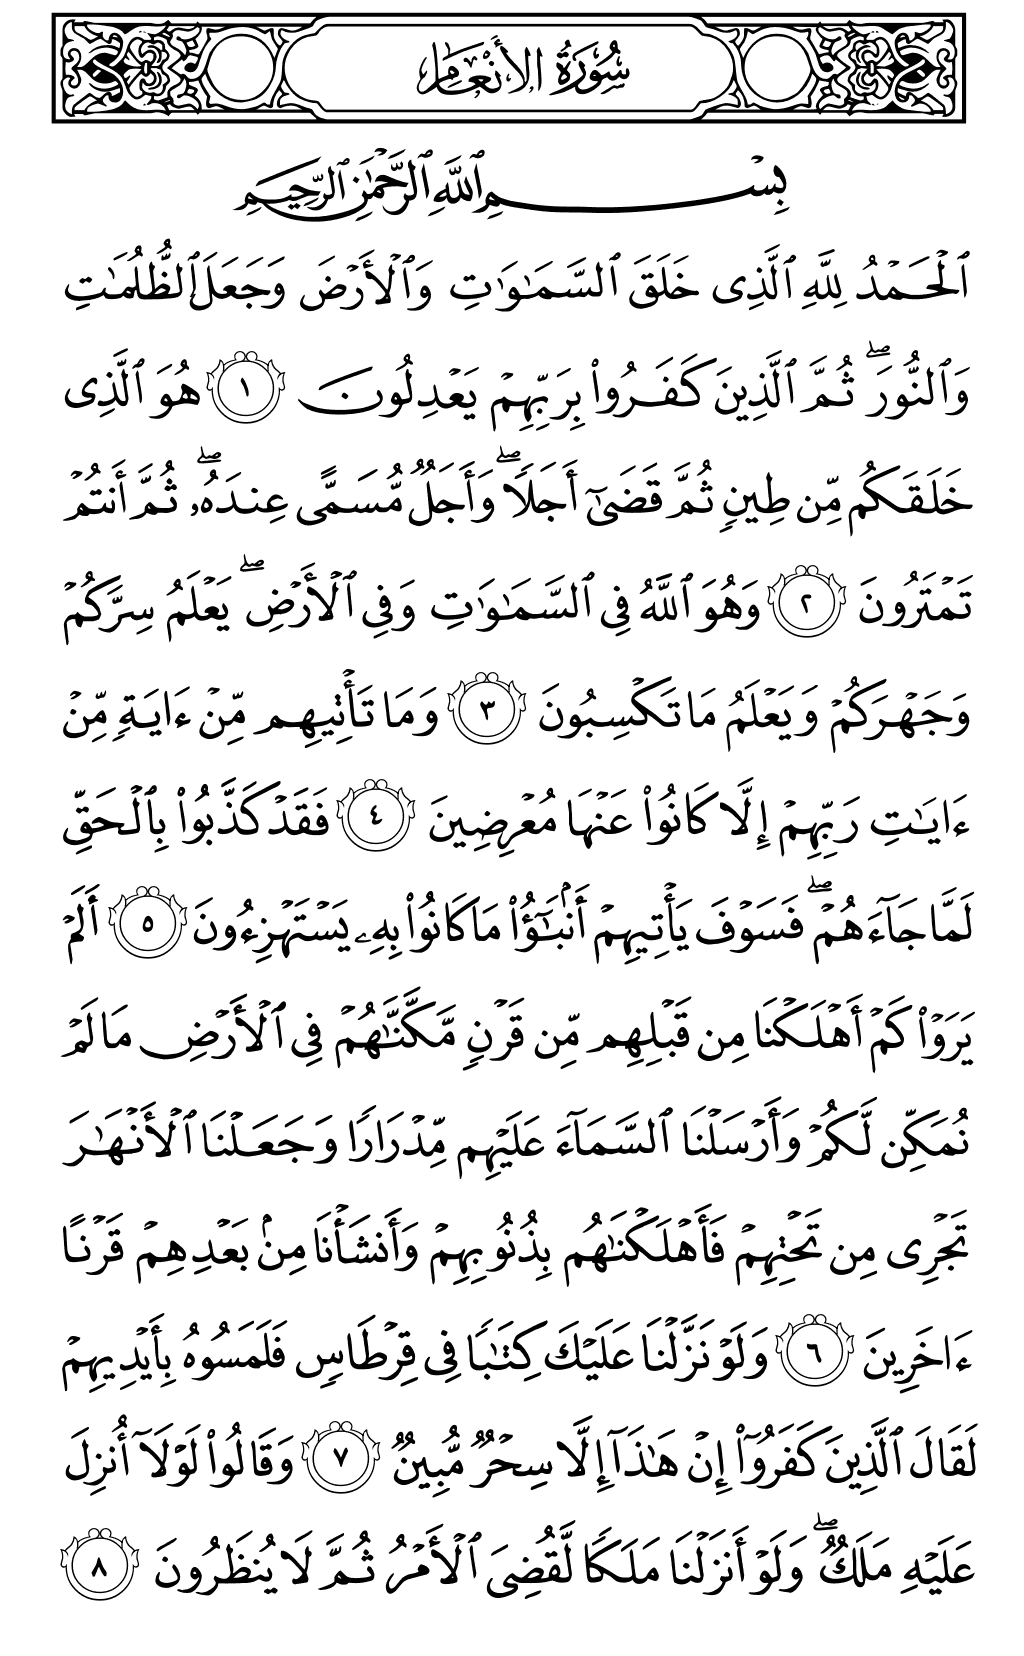 سُورَةُ الأَنْعَامِ
بِسْمِ ٱللَّهِ ٱلرَّحْمَٰنِ ٱلرَّحِيمِ
ٱلْحَمْدُ لِلَّهِ ٱلَّذِى خَلَقَ ٱلسَّمَٰوَٰتِ وَٱلْأَرْضَ وَجَعَلَ ٱلظُّلُمَٰتِ
وَٱلنُّورَ ۖ ثُمَّ ٱلَّذِينَ كَفَرُوا۟ بِرَبِّهِمْ يَعْدِلُونَ ١ هُوَ ٱلَّذِى
خَلَقَكُم مِّن طِينٍ ثُمَّ قَضَىٰٓ أَجَلًا ۖ وَأَجَلٌ مُّسَمًّى عِندَهُۥ ۖ ثُمَّ أَنتُمْ
تَمْتَرُونَ ٢ وَهُوَ ٱللَّهُ فِى ٱلسَّمَٰوَٰتِ وَفِى ٱلْأَرْضِ ۖ يَعْلَمُ سِرَّكُمْ
وَجَهْرَكُمْ وَيَعْلَمُ مَا تَكْسِبُونَ ٣ وَمَا تَأْتِيهِم مِّنْ ءَايَةٍ مِّنْ
ءَايَٰتِ رَبِّهِمْ إِلَّا كَانُوا۟ عَنْهَا مُعْرِضِينَ ٤ فَقَدْ كَذَّبُوا۟ بِٱلْحَقِّ
لَمَّا جَآءَهُمْ ۖ فَسَوْفَ يَأْتِيهِمْ أَنۢبَٰٓؤُا۟ مَا كَانُوا۟ بِهِۦ يَسْتَهْزِءُونَ ٥ أَلَمْ
يَرَوْا۟ كَمْ أَهْلَكْنَا مِن قَبْلِهِم مِّن قَرْنٍ مَّكَّنَّٰهُمْ فِى ٱلْأَرْضِ مَا لَمْ
نُمَكِّن لَّكُمْ وَأَرْسَلْنَا ٱلسَّمَآءَ عَلَيْهِم مِّدْرَارًا وَجَعَلْنَا ٱلْأَنْهَٰرَ
تَجْرِى مِن تَحْتِهِمْ فَأَهْلَكْنَٰهُم بِذُنُوبِهِمْ وَأَنشَأْنَا مِنۢ بَعْدِهِمْ قَرْنًا
ءَاخَرِينَ ٦ وَلَوْ نَزَّلْنَا عَلَيْكَ كِتَٰبًا فِى قِرْطَاسٍ فَلَمَسُوهُ بِأَيْدِيهِمْ
لَقَالَ ٱلَّذِينَ كَفَرُوٓا۟ إِنْ هَٰذَآ إِلَّا سِحْرٌ مُّبِينٌ ٧ وَقَالُوا۟ لَوْلَآ أُنزِلَ
عَلَيْهِ مَلَكٌ ۖ وَلَوْ أَنزَلْنَا مَلَكًا لَّقُضِىَ ٱلْأَمْرُ ثُمَّ لَا يُنظَرُونَ ٨